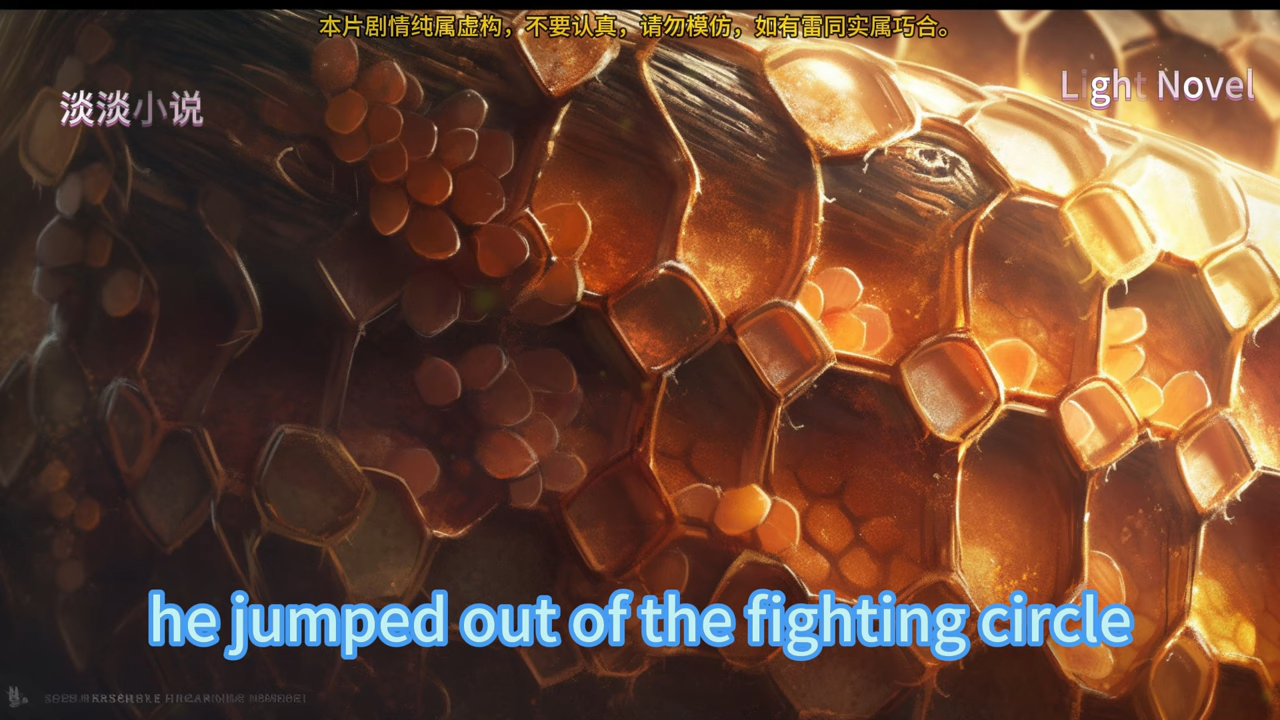 本片剧情纯属虚构，不要认真，请勿模仿，如有雷同实属巧合。
淡淡小说
Light Novel
he jumped out of the fighting circle